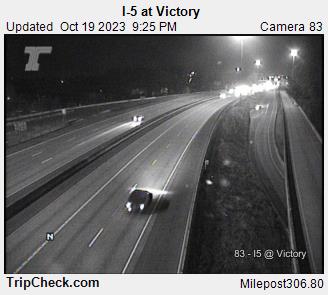 I-5 at Victory
Updated Oct 19 2023 9:25 PM Camera 83
T
N
83 - I5 @ Victory
TripCheck.com Milepost306.80